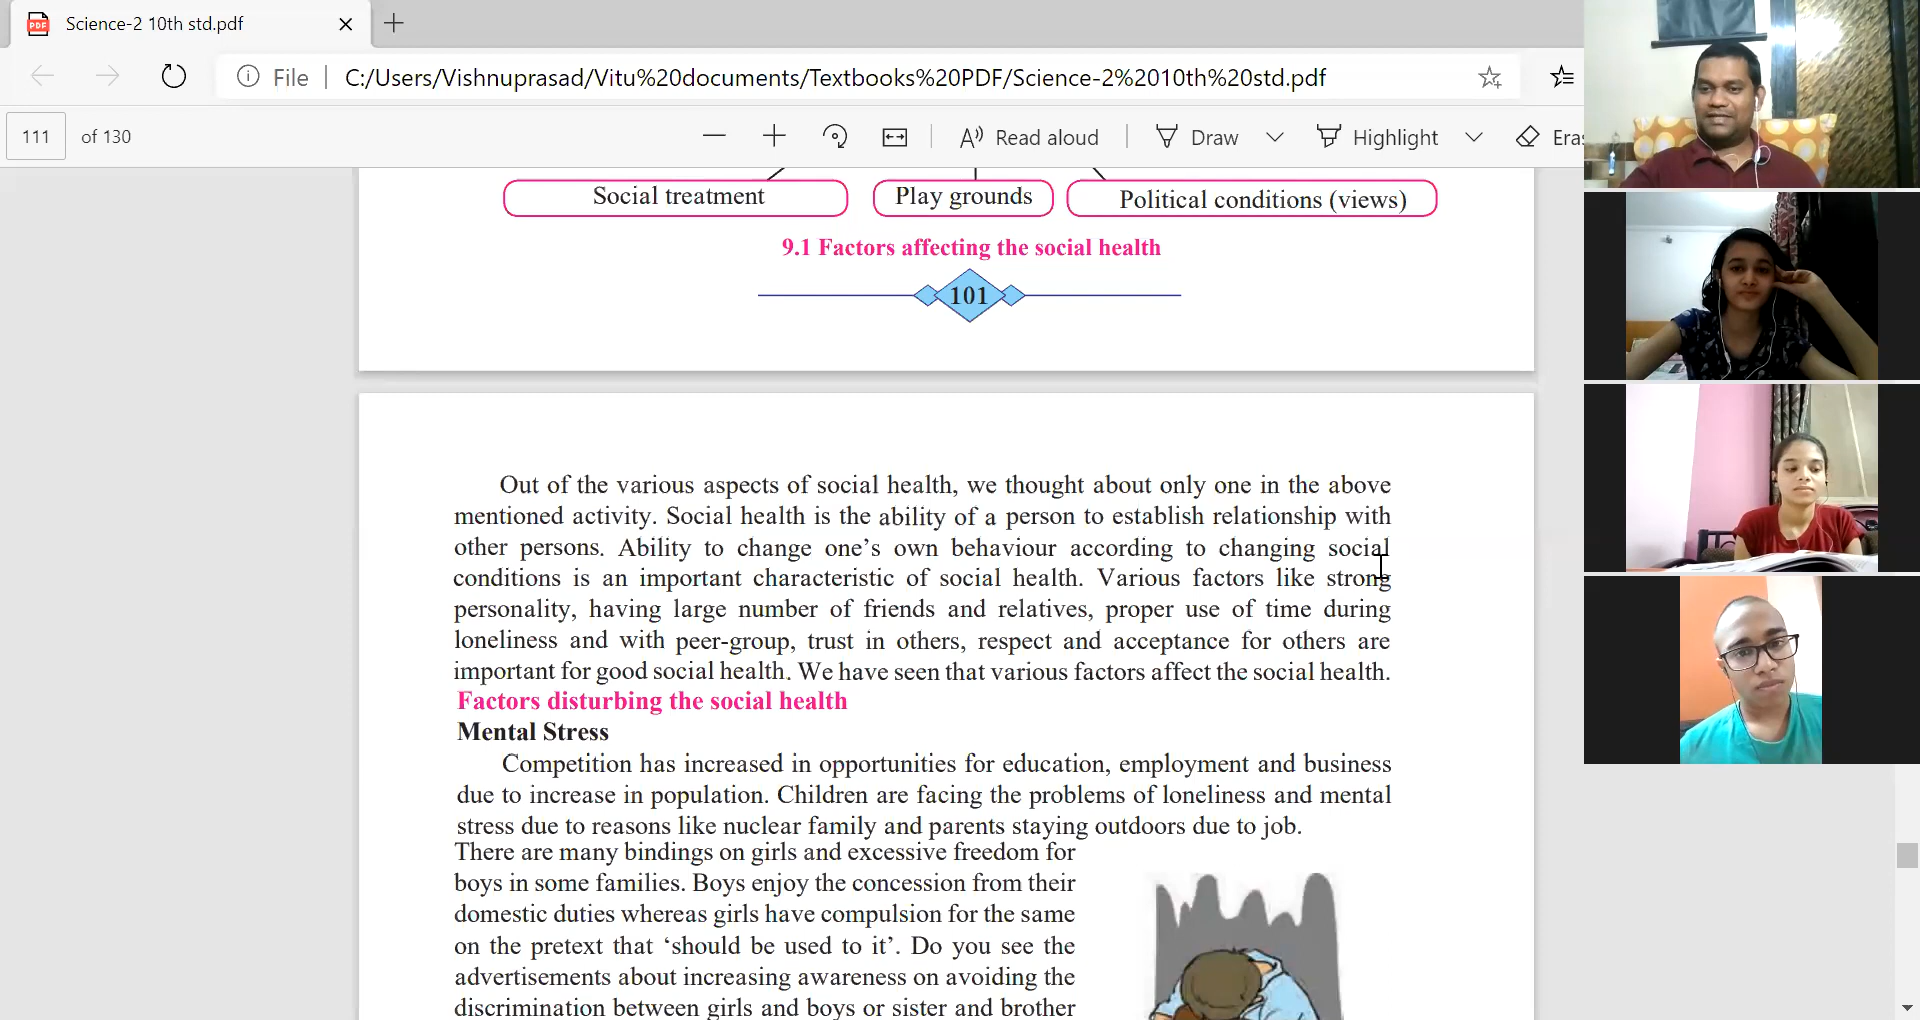 Science-2 10th std.pdf
File C:/Users/Vishnuprasad/Vitu%20documents/Textbooks%20PDF/Science-2%2010th%20std.pdf
111 of 130 Read aloud Draw Highlight Eras
Social treatment Play grounds Political conditions (views)
9.1 Factors affecting the social health
101
Out of the various aspects of social health, we thought about only one in the above
mentioned activity. Social health is the ability of a person to establish relationship with
other persons. Ability to change one's own behaviour according to changing social
conditions is an important characteristic of social health. Various factors like strong
personality, having large number of friends and relatives, proper use of time during
loneliness and with peer-group, trust in others, respect and acceptance for others are
important for good social health. We have seen that various factors affect the social health.
Factors disturbing the social health
Mental Stress
Competition has increased in opportunities for education, employment and business
due to increase in population. Children are facing the problems of loneliness and mental
stress due to reasons like nuclear family and parents staying outdoors due to job.
There are many bindings on girls and excessive freedom for
boys in some families. Boys enjoy the concession from their
domestic duties whereas girls have compulsion for the same
on the pretext that ‘should be used to it’. Do you see the
advertisements about increasing awareness on avoiding the
discrimination between girls and boys or sister and brother